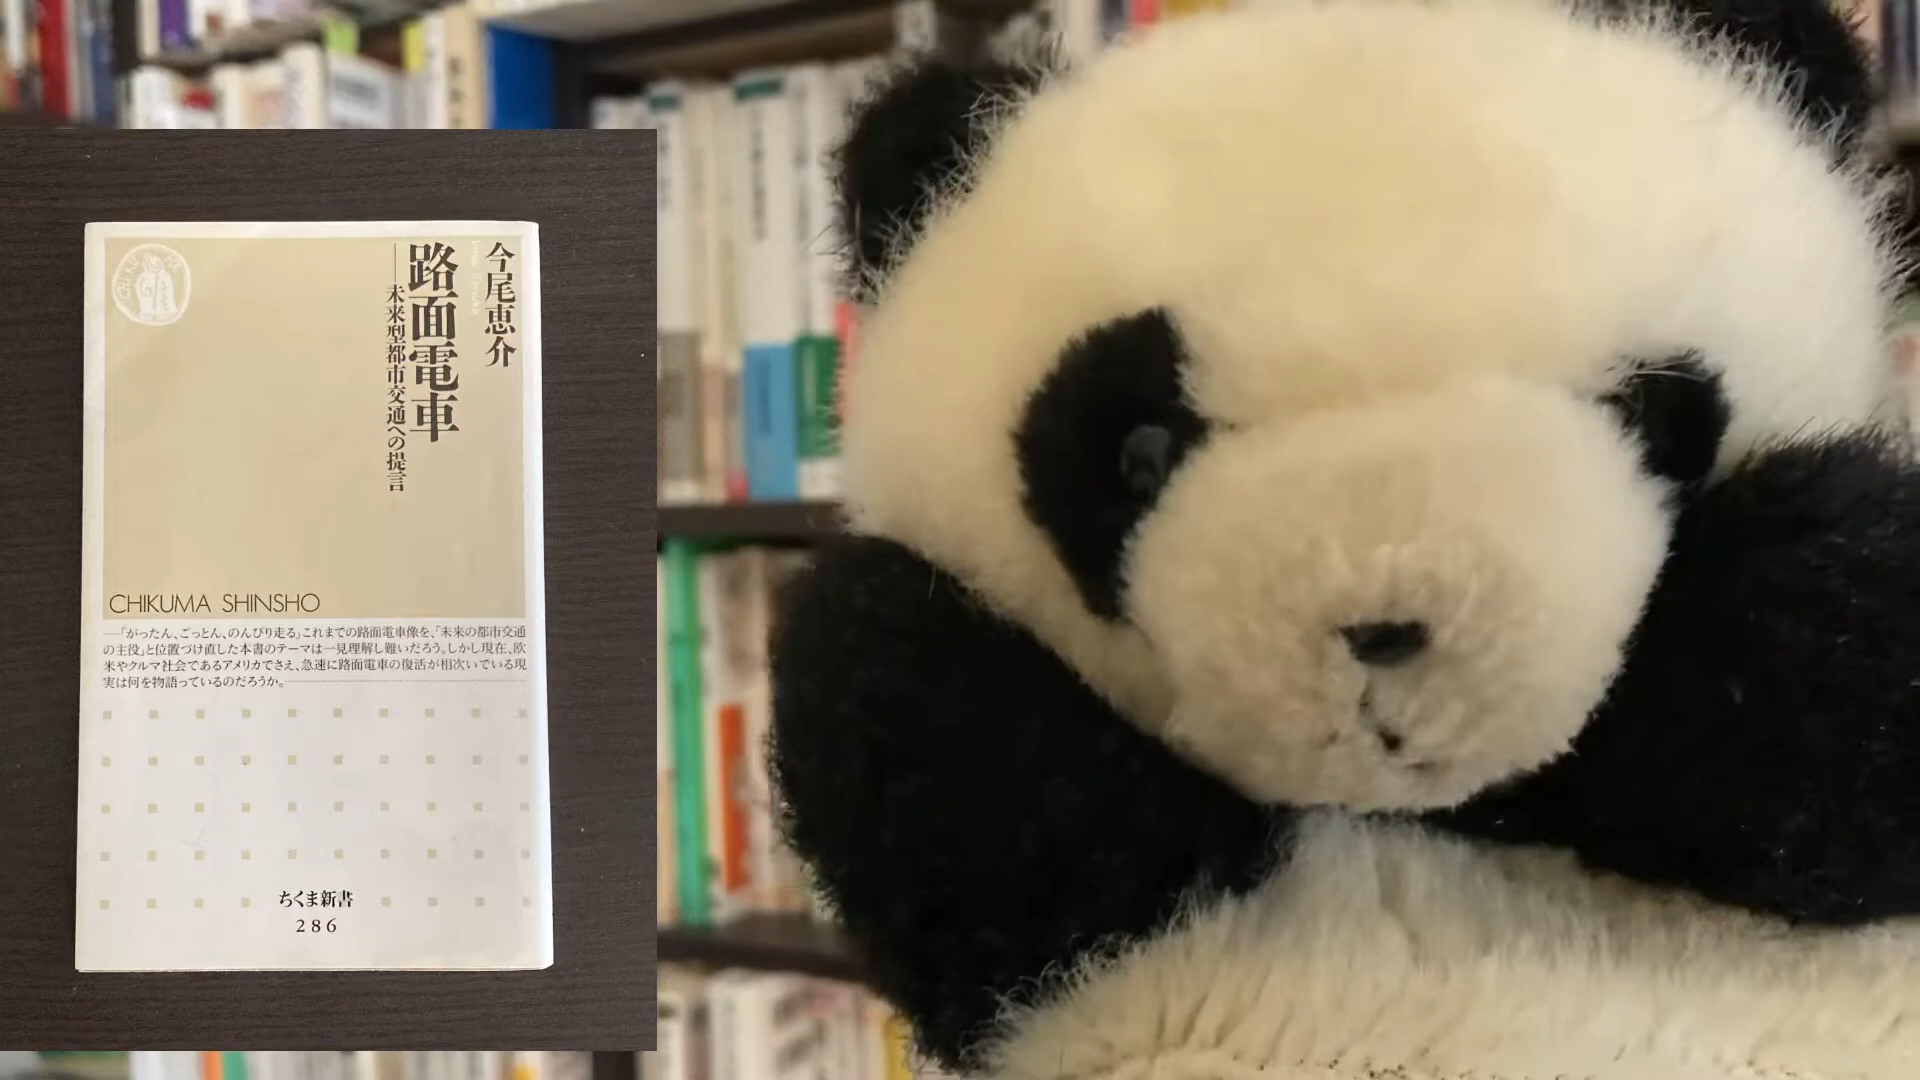 今尾恵介
路面電車
——未来型都市交通への提言
CHIKUMA SHINSHO
……「がったん、ごっとん、のんびり走る」これまでの路面電車像を、「未来の都市交通
の主役」と位置づけ直した本書のテーマは一見理解し難いだろう。しかし現在、欧
米やクルマ社会であるアメリカでさえ、急速に路面電車の復活が相次いでいる現
実は何を物語っているのだろうか。……
ちくま新書
286